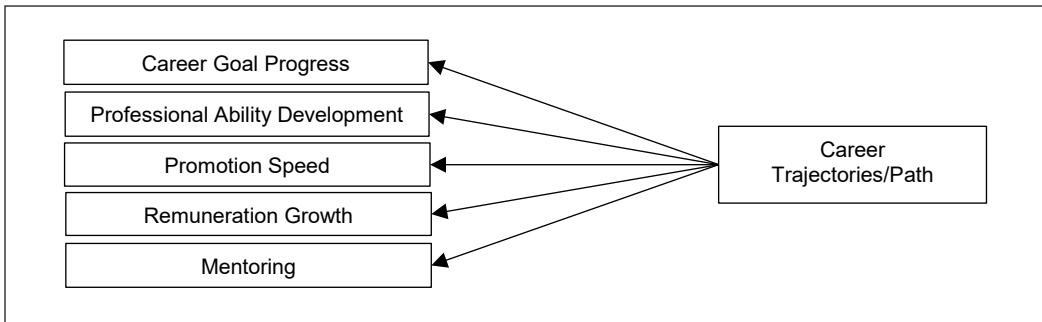 Career Goal Progress
Professional Ability Development
Promotion Speed
Remuneration Growth
Mentoring
Career
Trajectories/Path